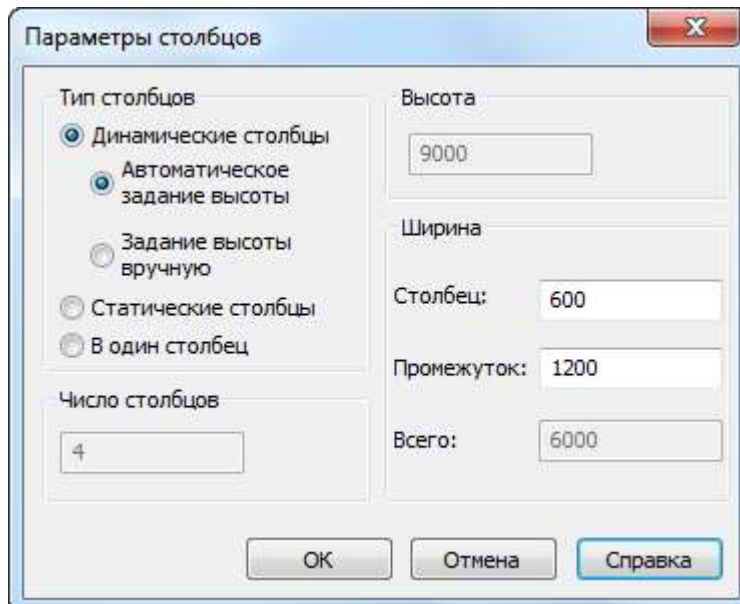 Параметры столбцов
Тип столбцов
Динамические столбцы
Автоматическое
задание высоты
Задание высоты
вручную
Статические столбцы
В один столбец
Число столбцов
4
Высота
9000
Ширина
Столбец: 600
Промежуток: 1200
Всего: 6000
ОК Отмена Справка